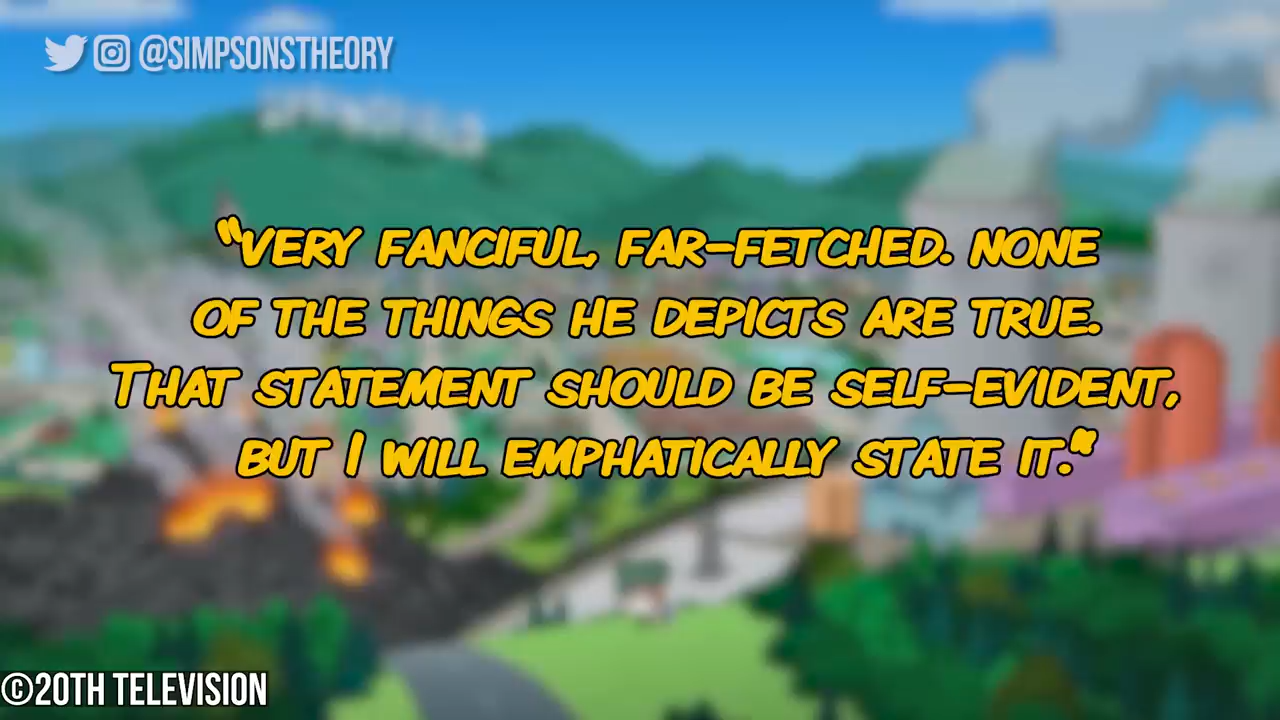 @SIMPSONSTHEORY
"VERY FANCIFUL, FAR-FETCHED. NONE
OF THE THINGS HE DEPICTS ARE TRUE.
THAT STATEMENT SHOULD BE SELF-EVIDENT,
BUT I WILL EMPHATICALLY STATE IT."
©20TH TELEVISION